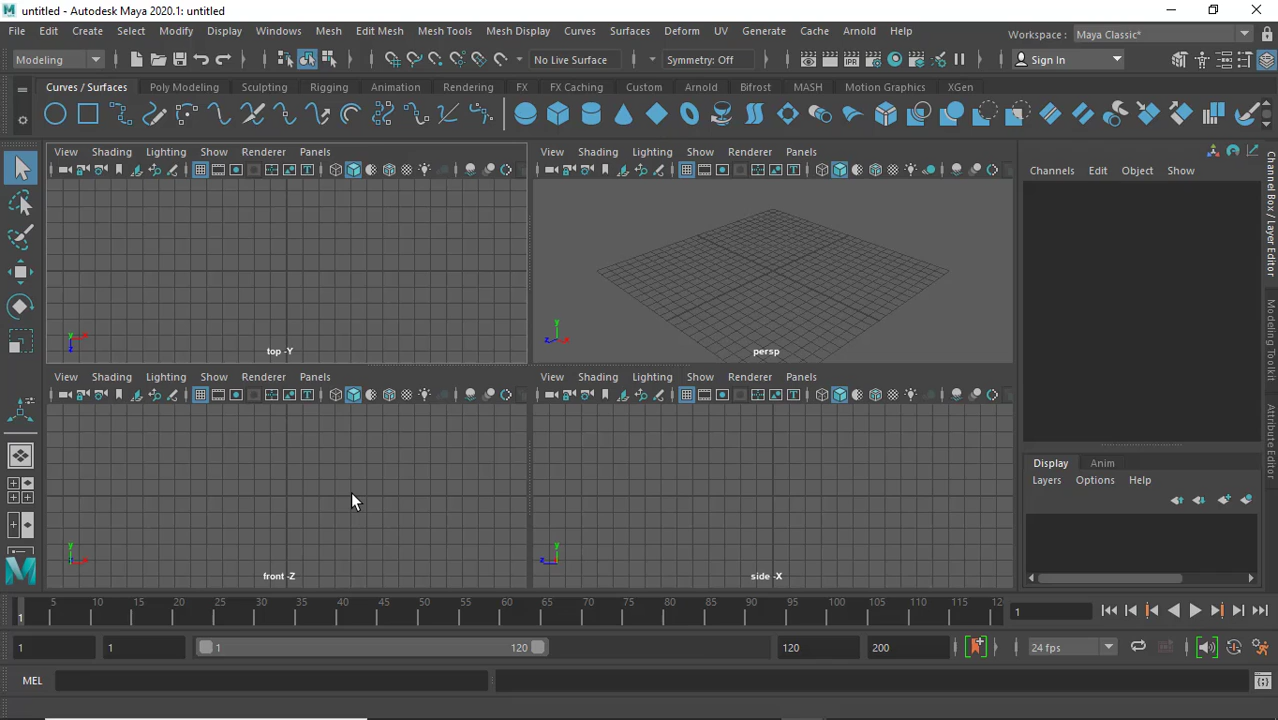 untitled - Autodesk Maya 2020.1: untitled
File Edit Create Select Modify Display Windows Mesh Edit Mesh Mesh Tools Mesh Display Curves Surfaces Deform UV Generate Cache Arnold Help
Workspace : Maya Classic*
Modeling No Live Surface Symmetry: Off Sign In
Curves / Surfaces Poly Modeling Sculpting Rigging Animation Rendering FX FX Caching Custom Arnold Bifrost MASH Motion Graphics XGen
IPR
View Shading Lighting Show Renderer Panels
View Shading Lighting Show Renderer Panels
Channels Edit Object Show
Channel Box / Layer Editor
Modeling Toolkit
Attribute Editor
y x z
top -Y
y z x
persp
View Shading Lighting Show Renderer Panels
View Shading Lighting Show Renderer Panels
Display Anim
Layers Options Help
y x
front -Z
y z
side -X
5 10 15 20 25 30 35 40 45 50 55 60 65 70 75 80 85 90 95 100 105 110 115 12
1
1
1 1 1 120 120 200 24 fps
MEL